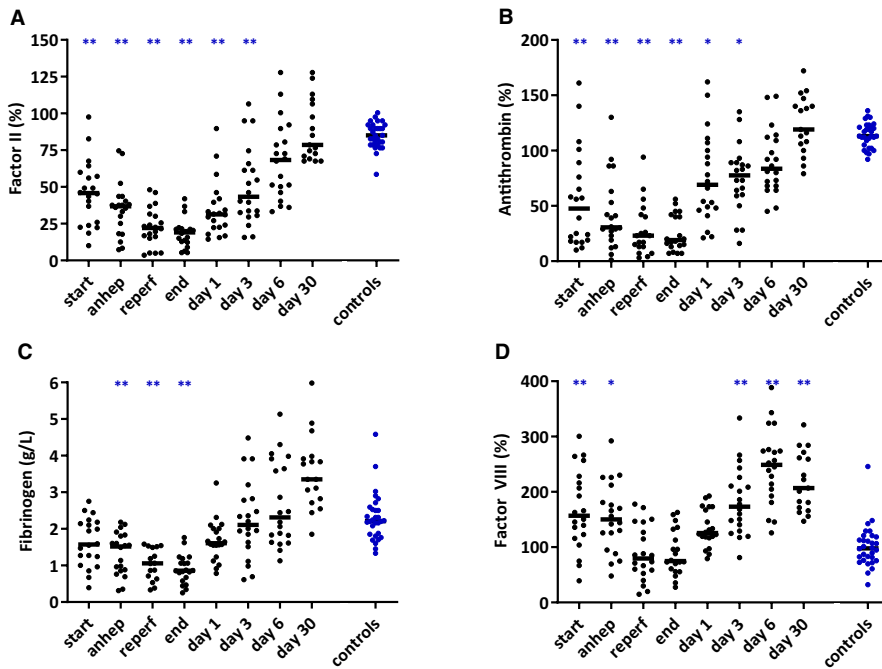 A
** ** ** ** ** **
Factor II (%)
150
125
100
75
50
25
0
start anhep reperf end day 1 day 3 day 6 day 30 controls
B
** ** ** ** * *
Antithrombin (%)
200
150
100
50
0
start anhep reperf end day 1 day 3 day 6 day 30 controls
C
** ** **
Fibrinogen (g/L)
6
5
4
3
2
1
0
start anhep reperf end day 1 day 3 day 6 day 30 controls
D
** * ** ** **
Factor VIII (%)
400
300
200
100
0
start anhep reperf end day 1 day 3 day 6 day 30 controls